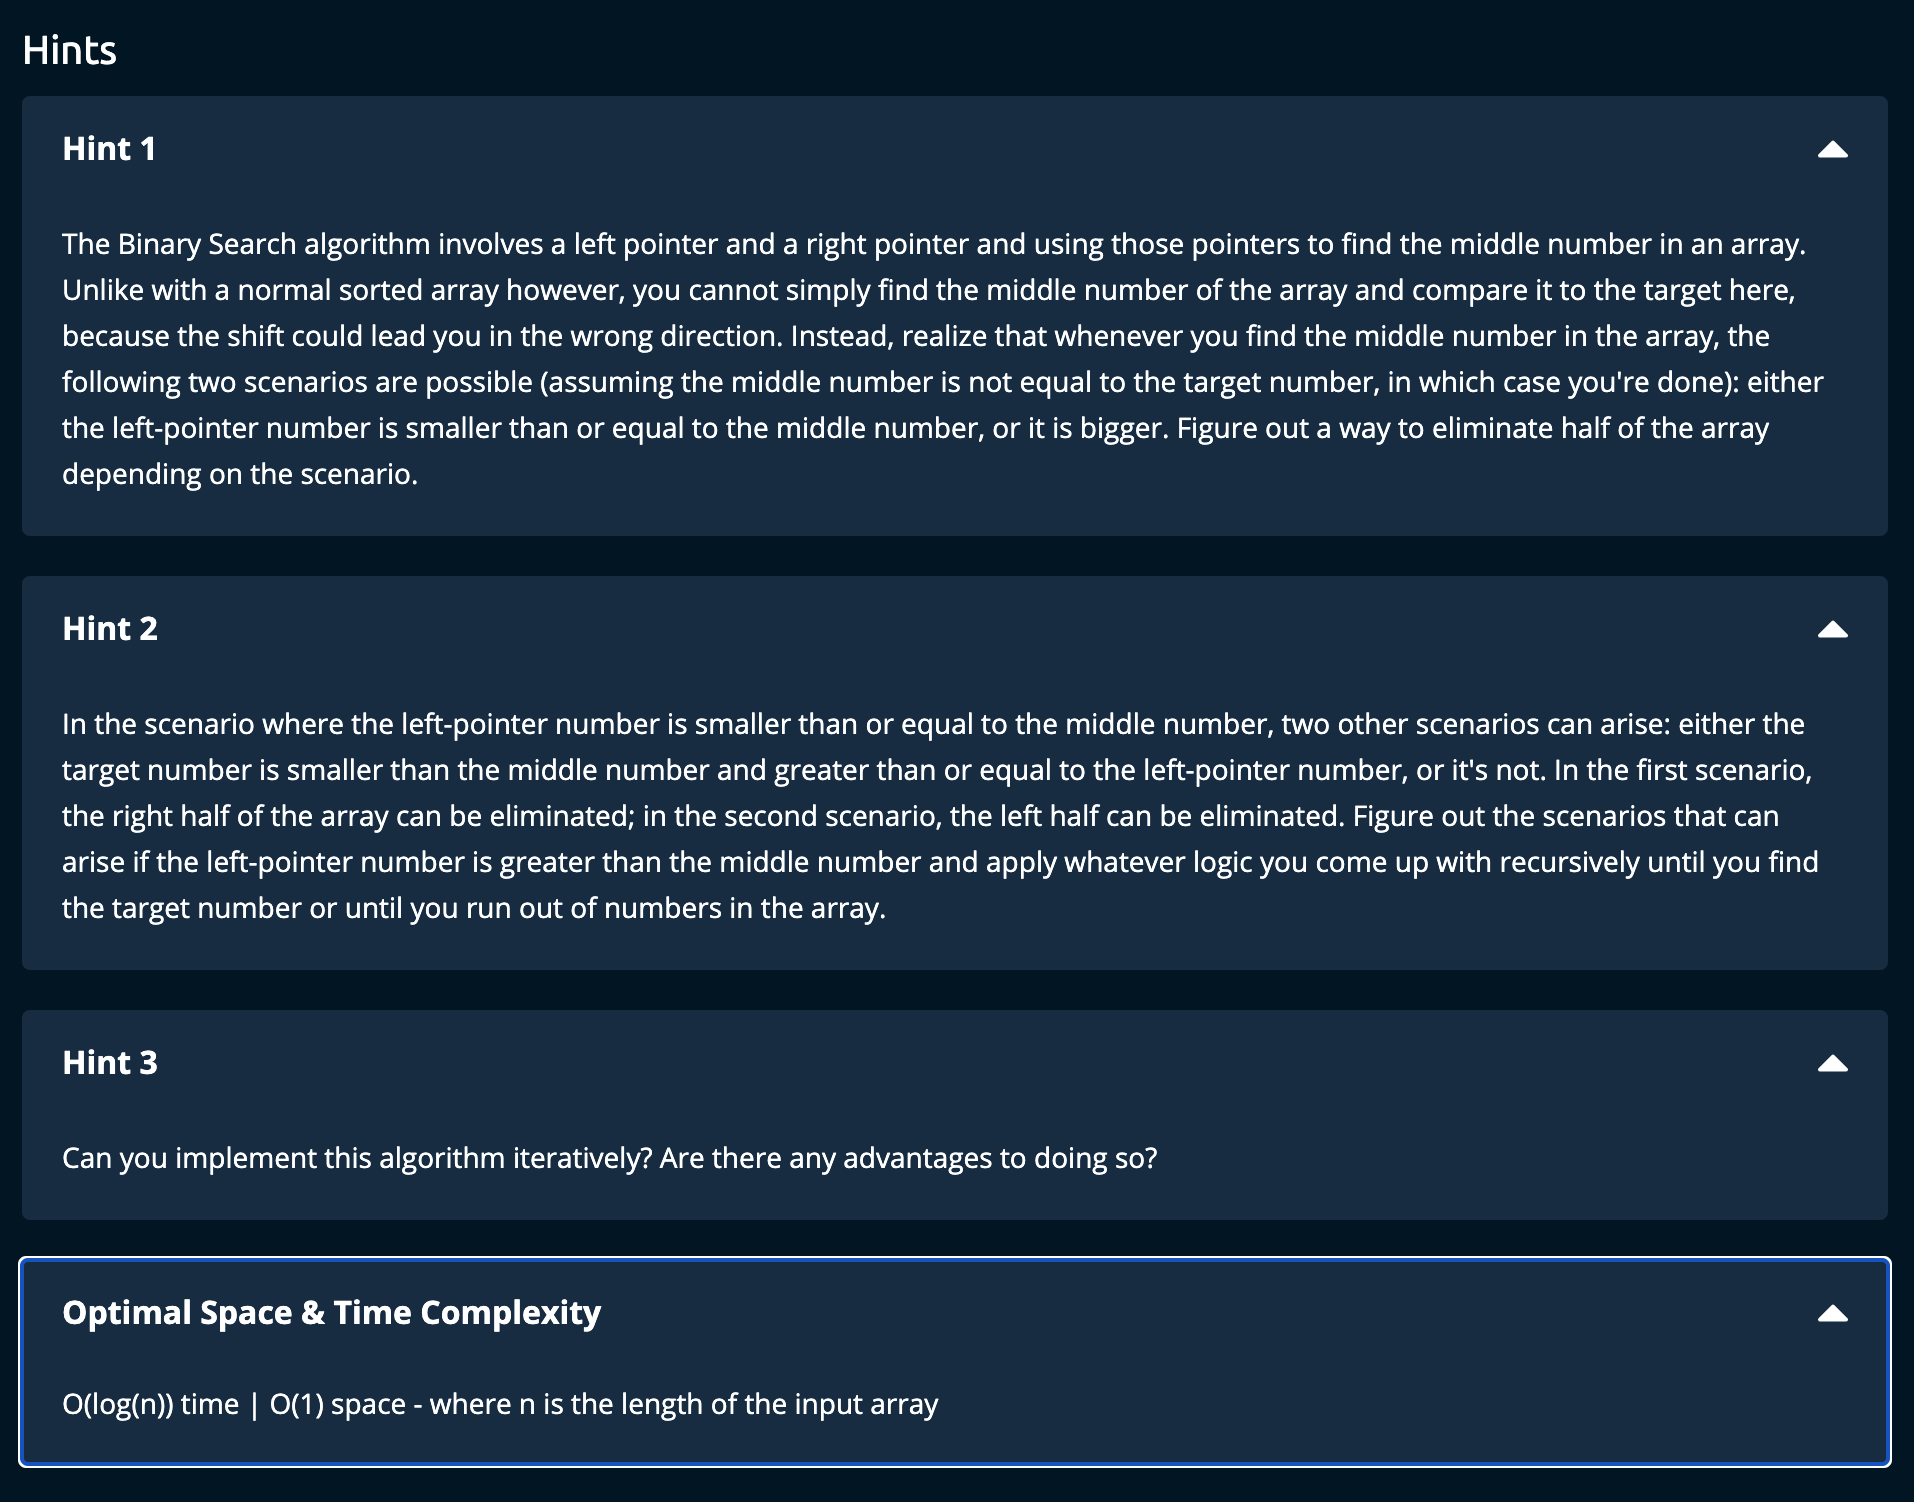 Hints
Hint 1
The Binary Search algorithm involves a left pointer and a right pointer and using those pointers to find the middle number in an array.
Unlike with a normal sorted array however, you cannot simply find the middle number of the array and compare it to the target here,
because the shift could lead you in the wrong direction. Instead, realize that whenever you find the middle number in the array, the
following two scenarios are possible (assuming the middle number is not equal to the target number, in which case you're done): either
the left-pointer number is smaller than or equal to the middle number, or it is bigger. Figure out a way to eliminate half of the array
depending on the scenario.
Hint 2
In the scenario where the left-pointer number is smaller than or equal to the middle number, two other scenarios can arise: either the
target number is smaller than the middle number and greater than or equal to the left-pointer number, or it's not. In the first scenario,
the right half of the array can be eliminated; in the second scenario, the left half can be eliminated. Figure out the scenarios that can
arise if the left-pointer number is greater than the middle number and apply whatever logic you come up with recursively until you find
the target number or until you run out of numbers in the array.
Hint 3
Can you implement this algorithm iteratively? Are there any advantages to doing so?
Optimal Space & Time Complexity
O(log(n)) time | O(1) space - where n is the length of the input array